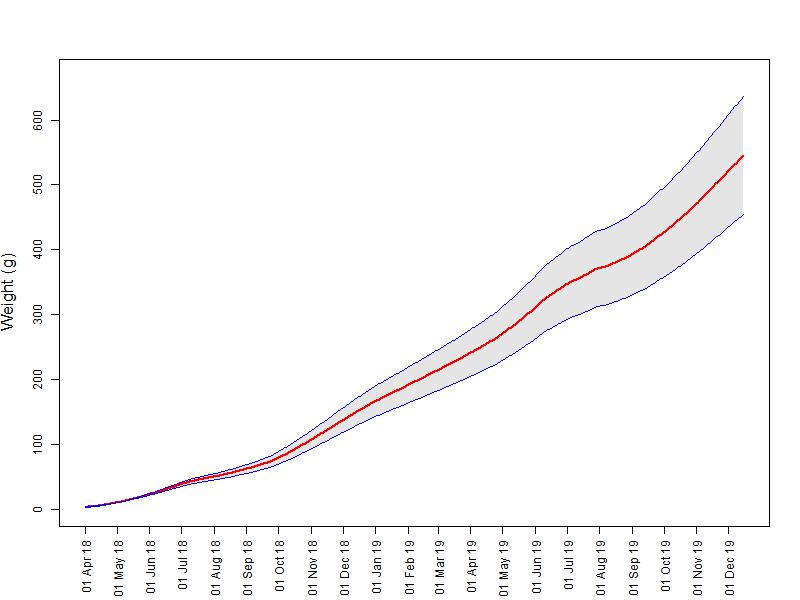 Weight (g)
600
500
400
300
200
100
0
01 Apr 18
01 May 18
01 Jun 18
01 Jul 18
01 Aug 18
01 Sep 18
01 Oct 18
01 Nov 18
01 Dec 18
01 Jan 19
01 Feb 19
01 Mar 19
01 Apr 19
01 May 19
01 Jun 19
01 Jul 19
01 Aug 19
01 Sep 19
01 Oct 19
01 Nov 19
01 Dec 19